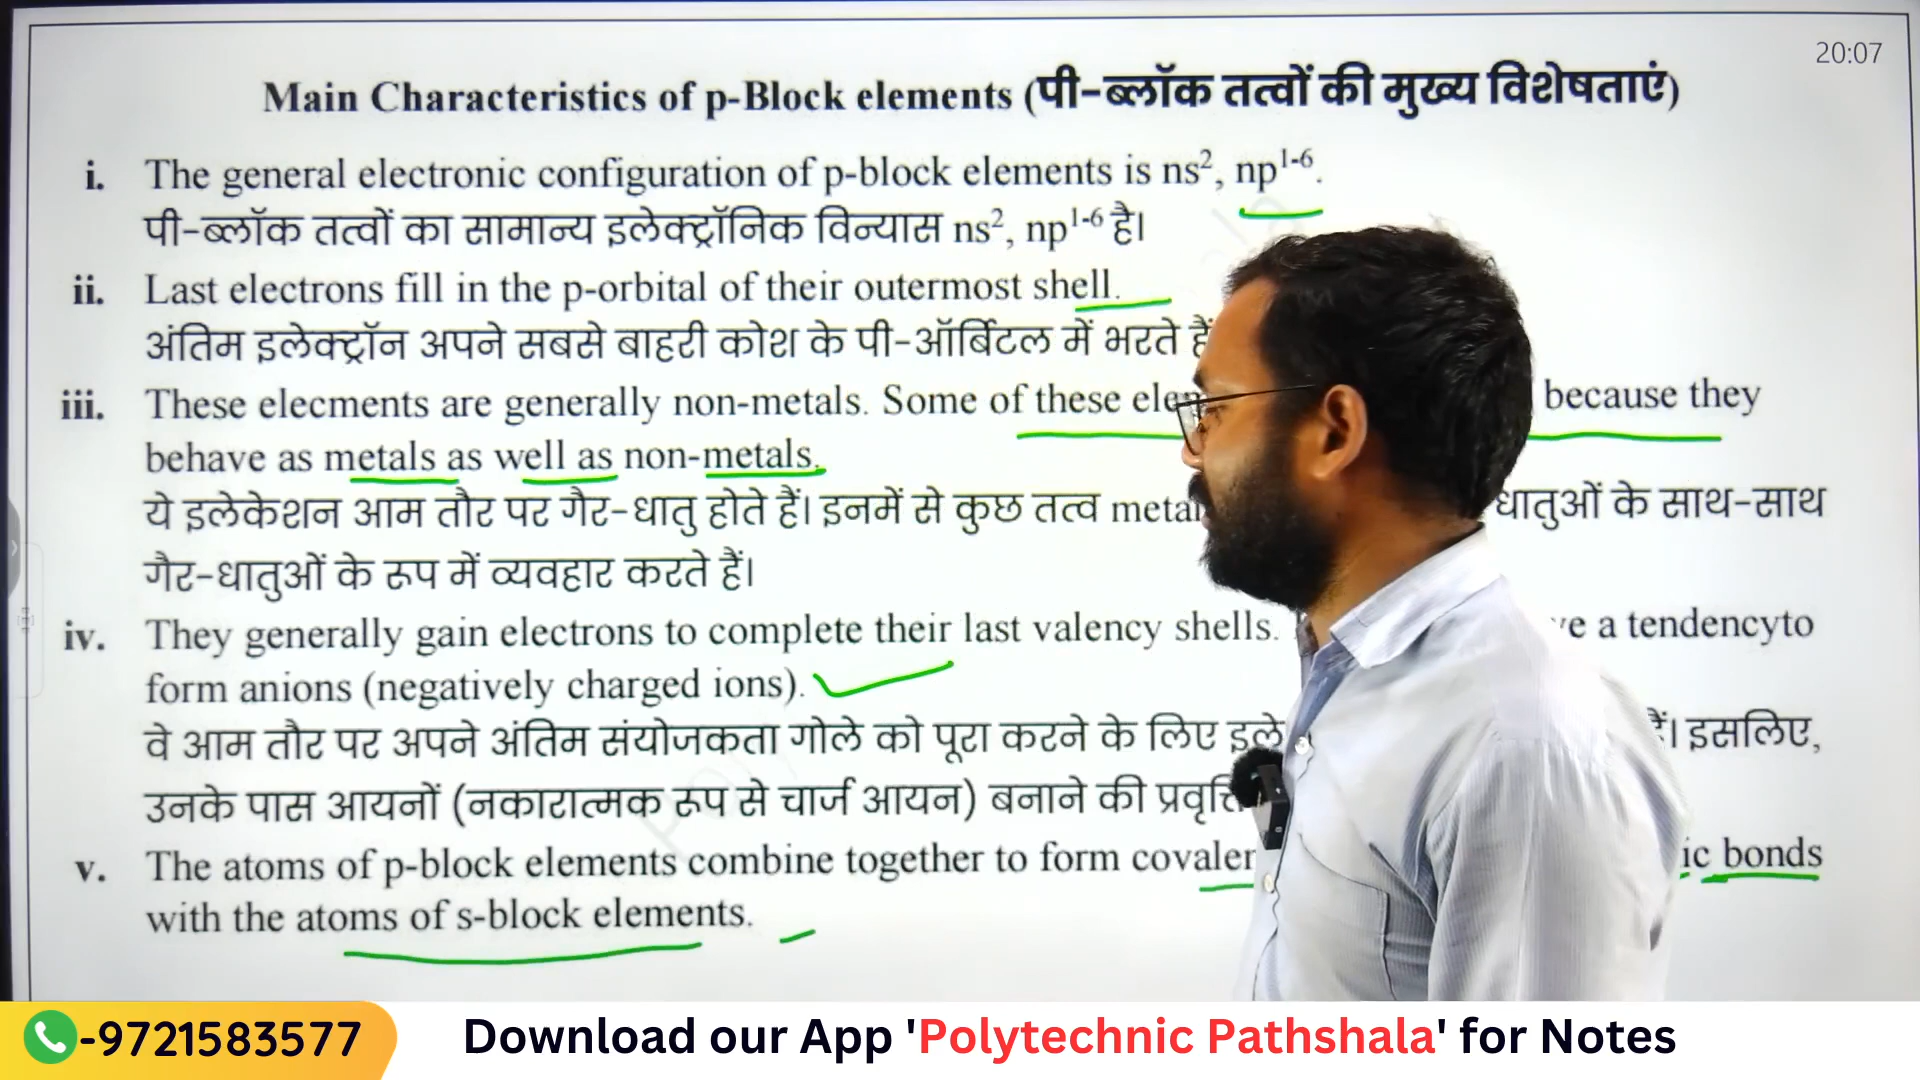 20:07
Main Characteristics of p-Block elements (पी-ब्लॉक तत्वों की मुख्य विशेषताएं)
i. The general electronic configuration of p-block elements is ns², np¹⁻⁶.
पी-ब्लॉक तत्वों का सामान्य इलेक्ट्रॉनिक विन्यास ns², np¹⁻⁶ है।
ii. Last electrons fill in the p-orbital of their outermost shell.
अंतिम इलेक्ट्रॉन अपने सबसे बाहरी कोश के पी-ऑर्बिटल में भरते हैं
iii. These elecments are generally non-metals. Some of these because they
behave as metals as well as non-metals.
ये इलेकेशन आम तौर पर गैर-धातु होते हैं। इनमें से कुछ तत्व धातुओं के साथ-साथ
गैर-धातुओं के रूप में व्यवहार करते हैं।
iv. They generally gain electrons to complete their last valency shells. a tendencyto
form anions (negatively charged ions).
वे आम तौर पर अपने अंतिम संयोजकता गोले को पूरा करने के लिए हैं। इसलिए,
उनके पास आयनों (नकारात्मक रूप से चार्ज आयन) बनाने की
v. The atoms of p-block elements combine together to form bonds
with the atoms of s-block elements.
-9721583577
Download our App 'Polytechnic Pathshala' for Notes